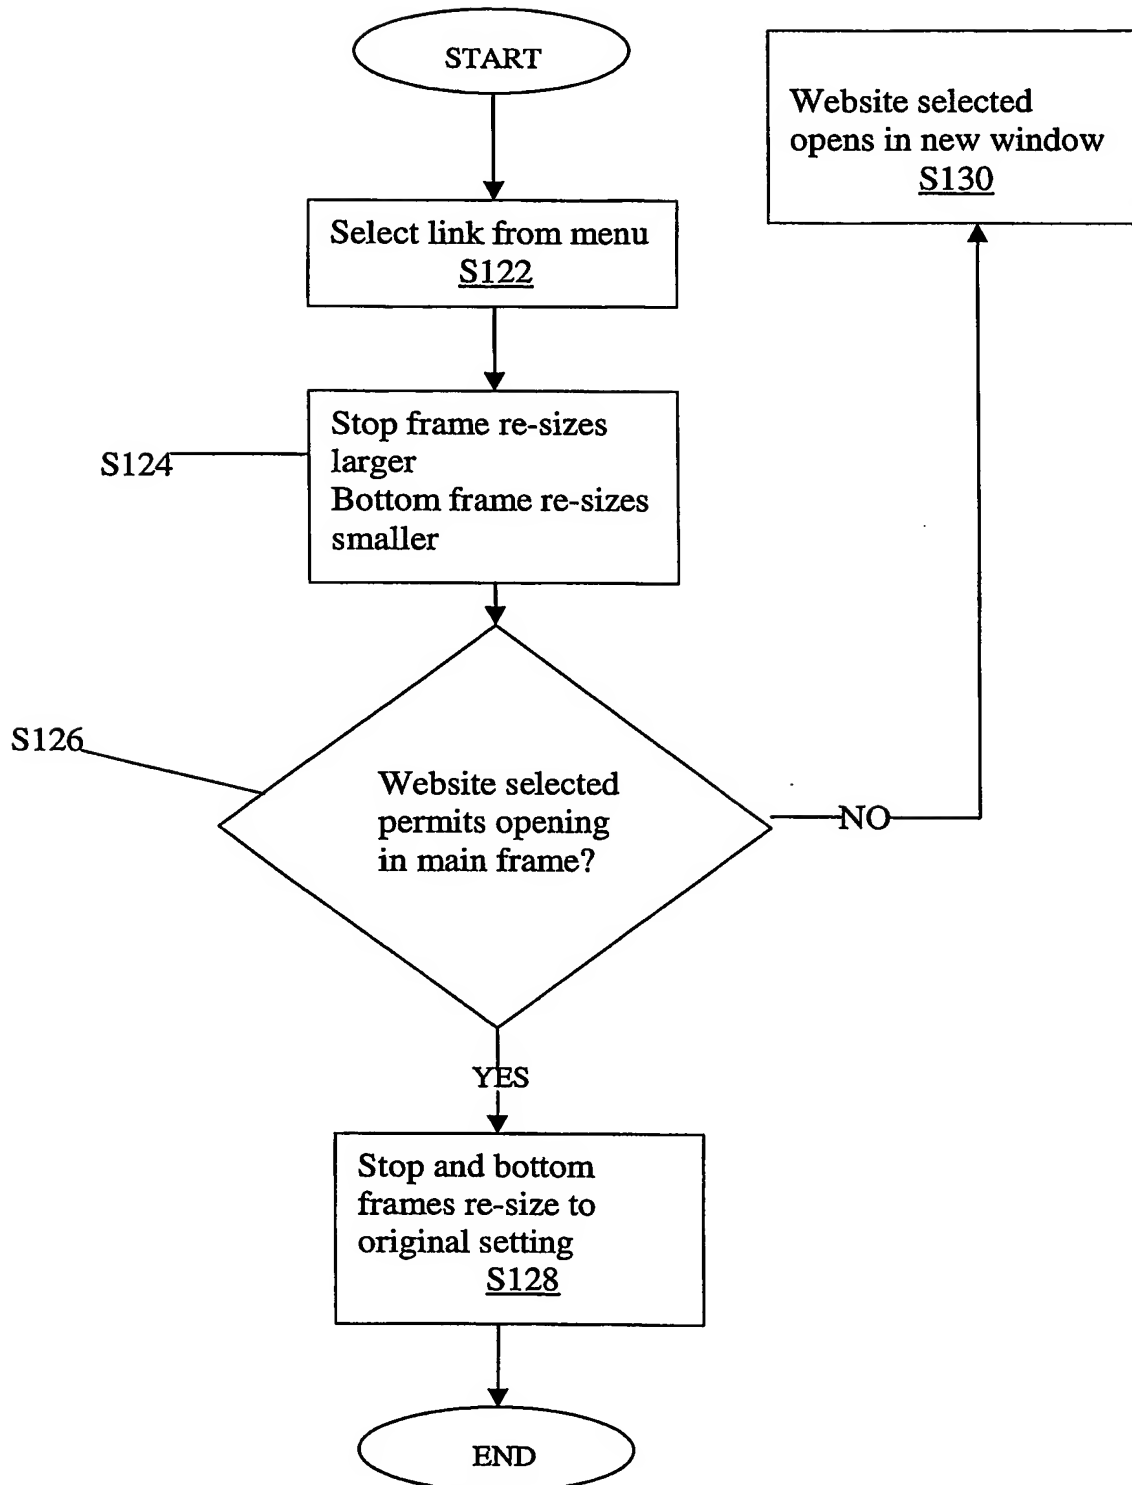 START
Website selected
opens in new window
S130
Select link from menu
S122
S124
Stop frame re-sizes
larger
Bottom frame re-sizes
smaller
S126
Website selected
permits opening
in main frame?
NO
YES
Stop and bottom
frames re-size to
original setting
S128
END